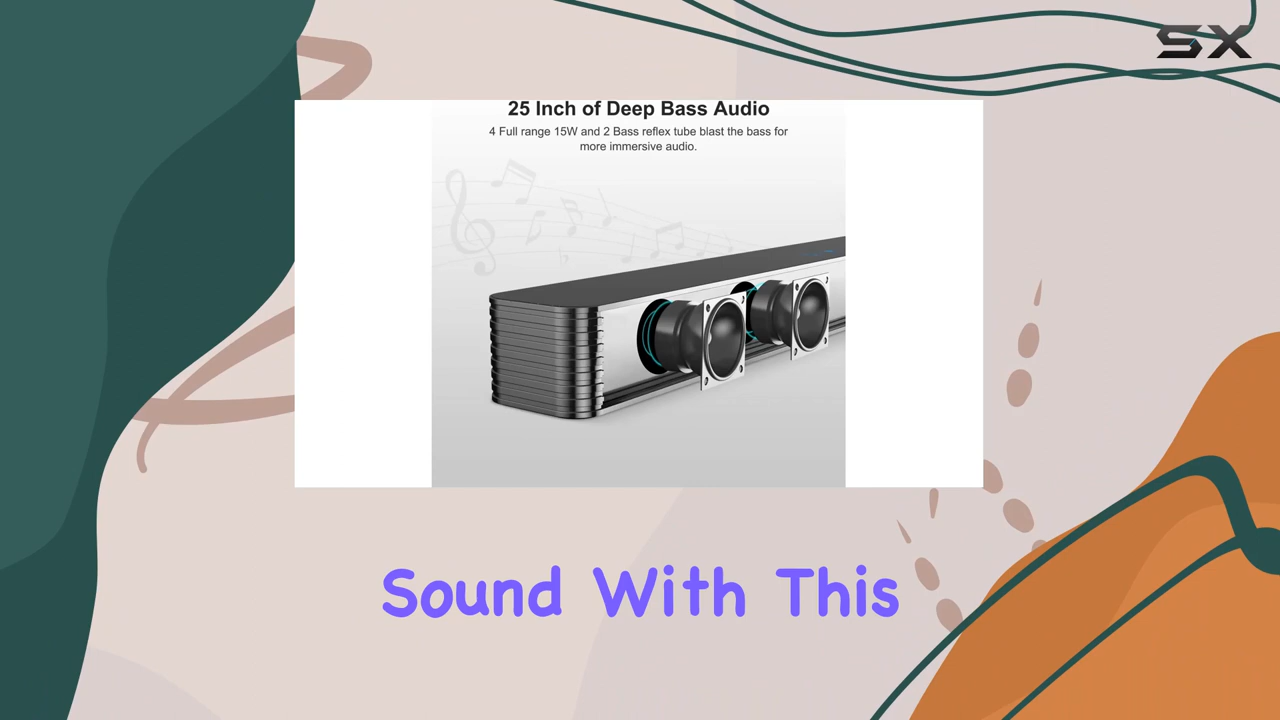 SX
25 Inch of Deep Bass Audio
4 Full range 15W and 2 Bass reflex tube blast the bass for
more immersive audio.
Sound With This